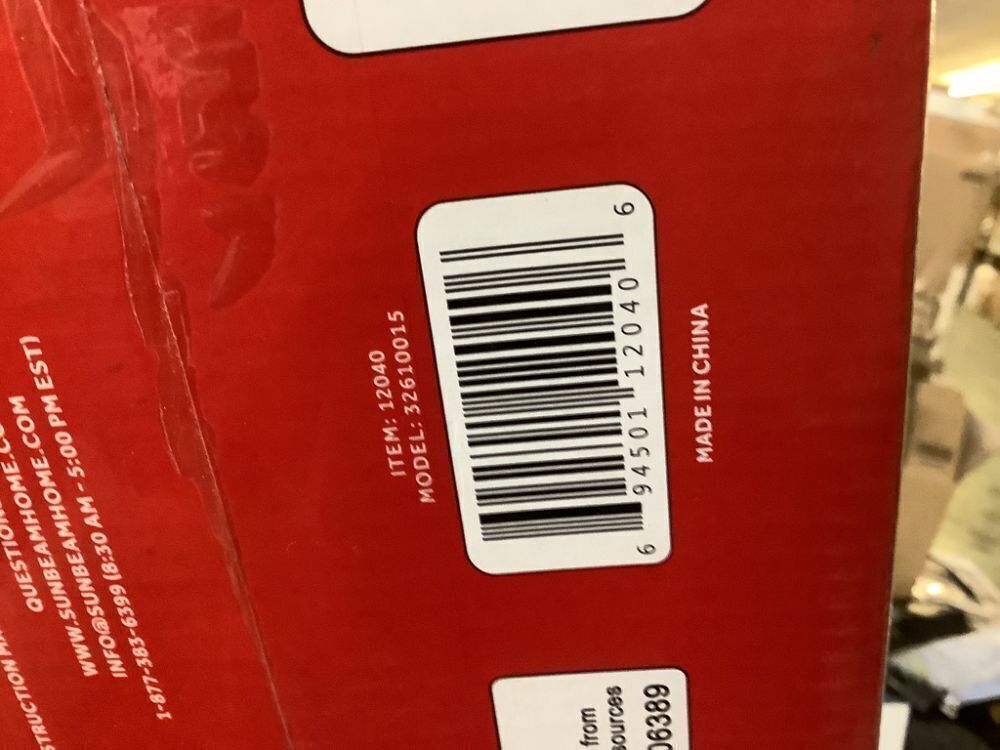 QUESTIONS
QUESTIONS
WWW.SUNBEAMHOME.COM
INFO@SUNBEAMHOME.COM
1-877-383-6399 (8:30 AM - 5:00 PM EST)
ITEM: 12040
MODEL: 32610015
6 94501 12040 6
MADE IN CHINA
from
sources
06389